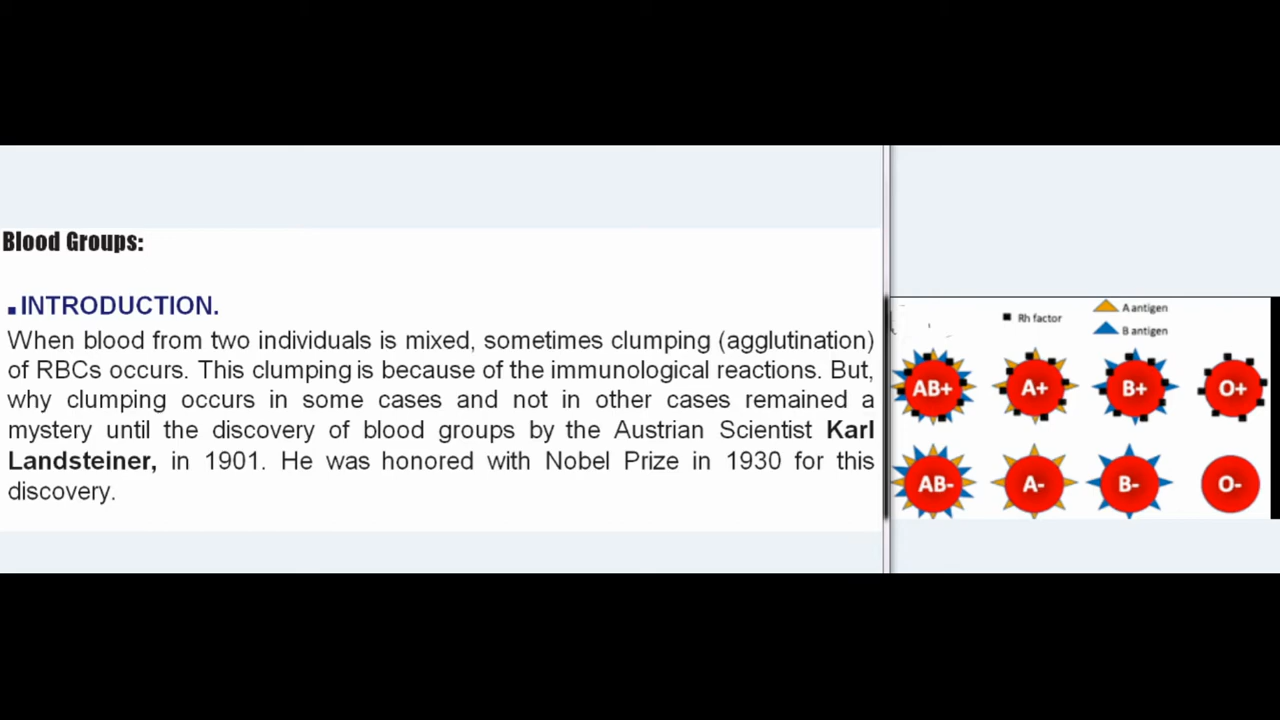 Blood Groups:
INTRODUCTION.
When blood from two individuals is mixed, sometimes clumping (agglutination)
of RBCs occurs. This clumping is because of the immunological reactions. But,
why clumping occurs in some cases and not in other cases remained a
mystery until the discovery of blood groups by the Austrian Scientist Karl
Landsteiner, in 1901. He was honored with Nobel Prize in 1930 for this
discovery.
Rh factor
A antigen
B antigen
AB+ A+ B+ O+
AB- A- B- O-